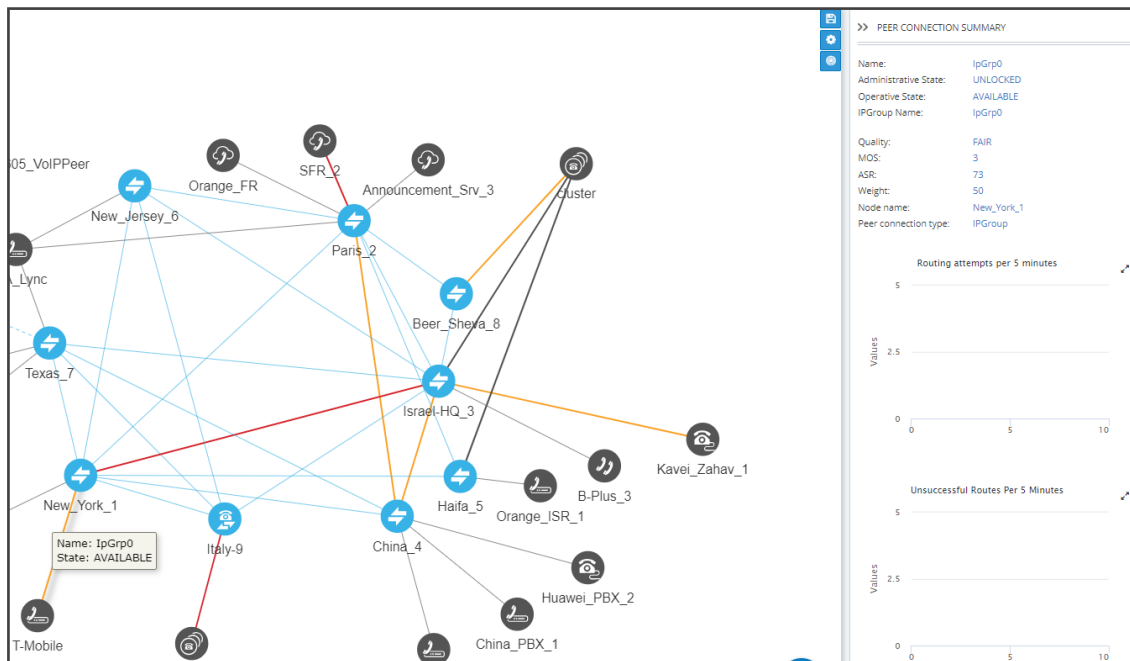 PEER CONNECTION SUMMARY
Name: IpGrp0
Administrative State: UNLOCKED
Operative State: AVAILABLE
IPGroup Name: IpGrp0
Quality: FAIR
MOS: 3
ASR: 73
Weight: 50
Node name: New_York_1
Peer connection type: IPGroup
Routing attempts per 5 minutes
5
2.5
0
Values
0 5 10
Unsuccessful Routes Per 5 Minutes
5
2.5
0
Values
0 5 10
05_VoIPPeer
Orange_FR
SFR_2
Announcement_Srv_3
cluster
New_Jersey_6
Paris_2
_Lync
Beer_Sheva_8
Texas_7
Israel-HQ_3
Kavei_Zahav_1
B-Plus_3
New_York_1
Haifa_5
Orange_ISR_1
Italy-9
China_4
Name: IpGrp0
State: AVAILABLE
Huawei_PBX_2
China_PBX_1
T-Mobile